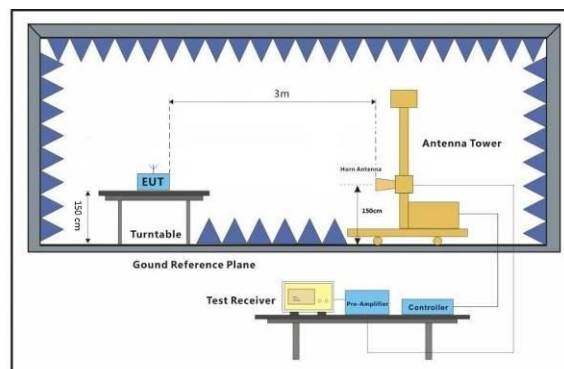 3m
Antenna Tower
Horn Antenna
EUT
150 cm
150cm
Turntable
Gound Reference Plane
Test Receiver
Pre-Amplifier
Controller